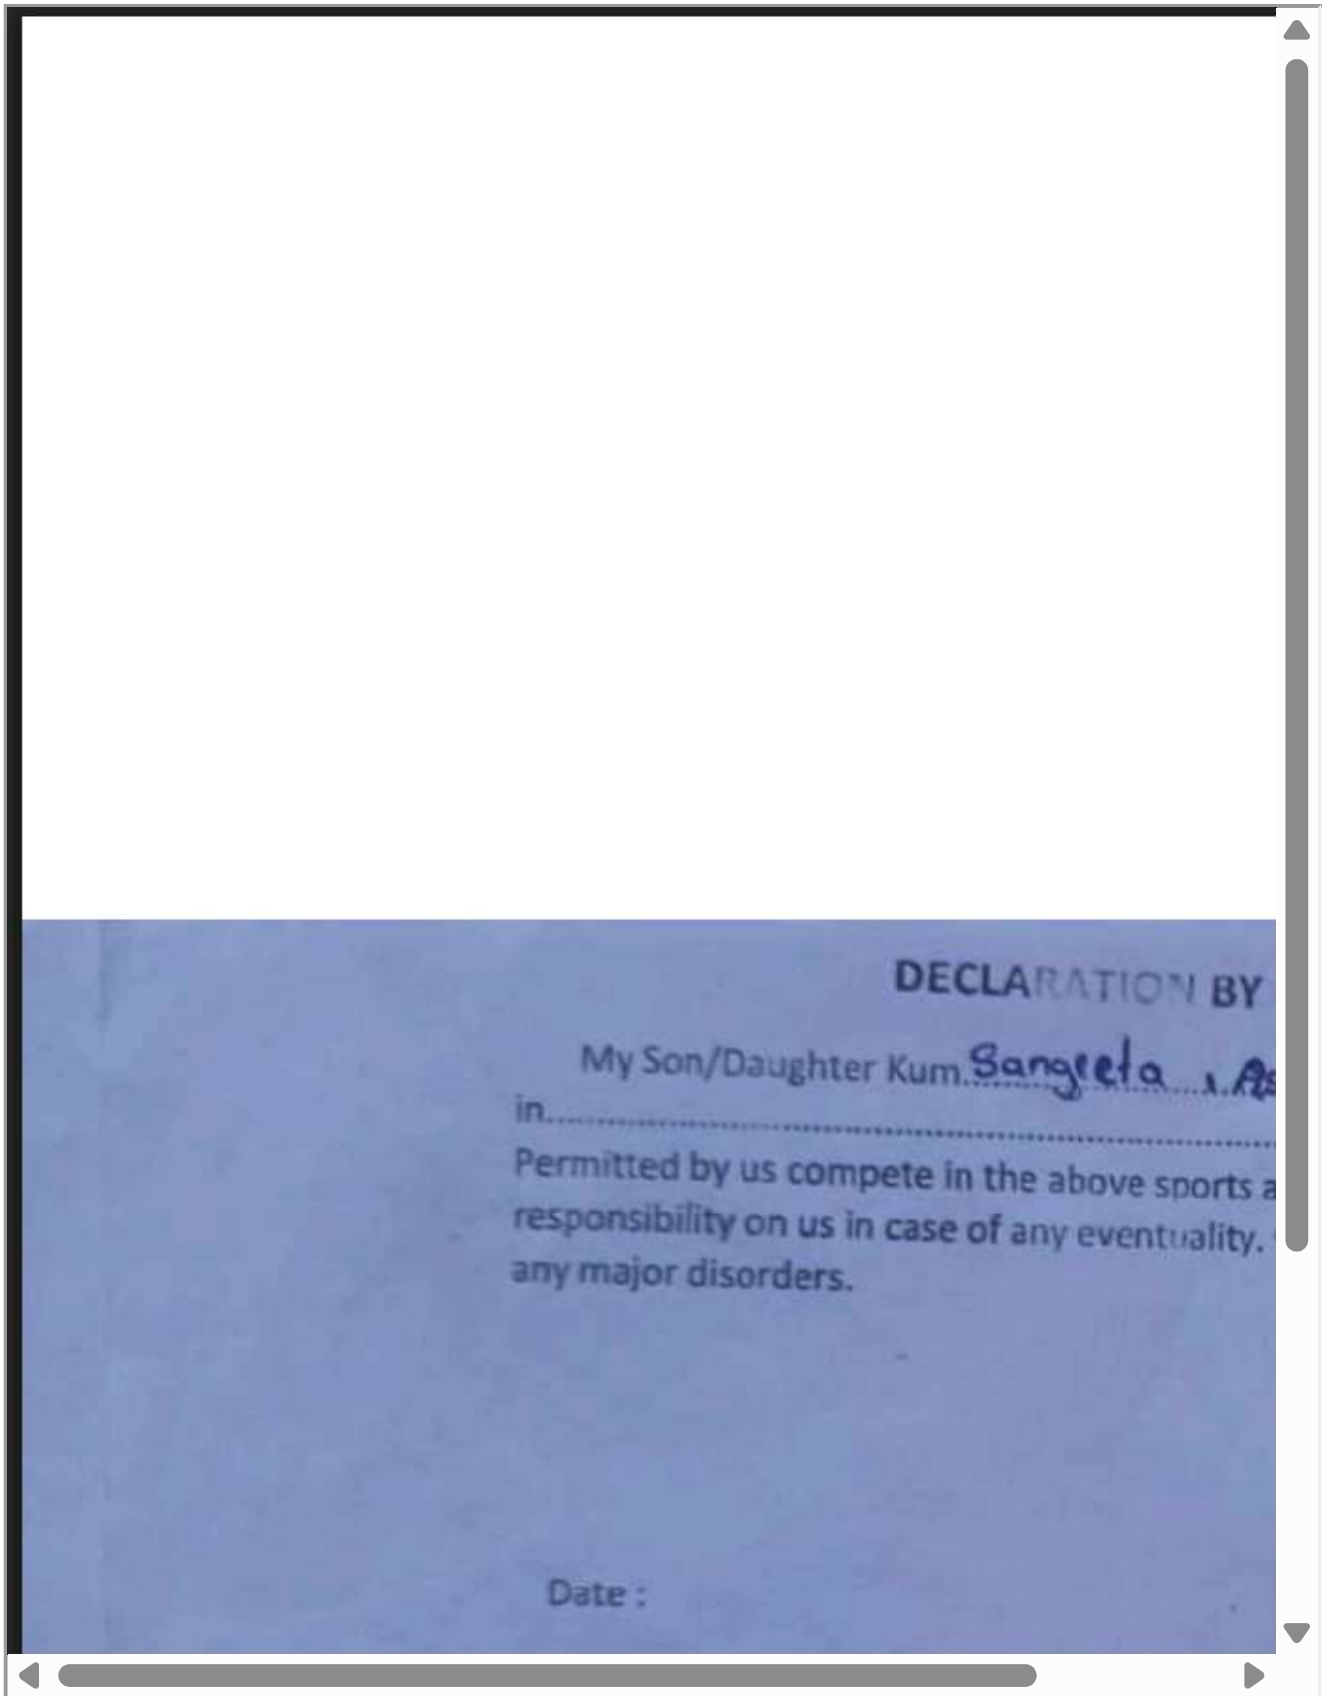 DECLARATION BY
My Son/Daughter Kum. Sangeeta
in
Permitted by us compete in the above sports a
responsibility on us in case of any eventuality.
any major disorders.
Date :